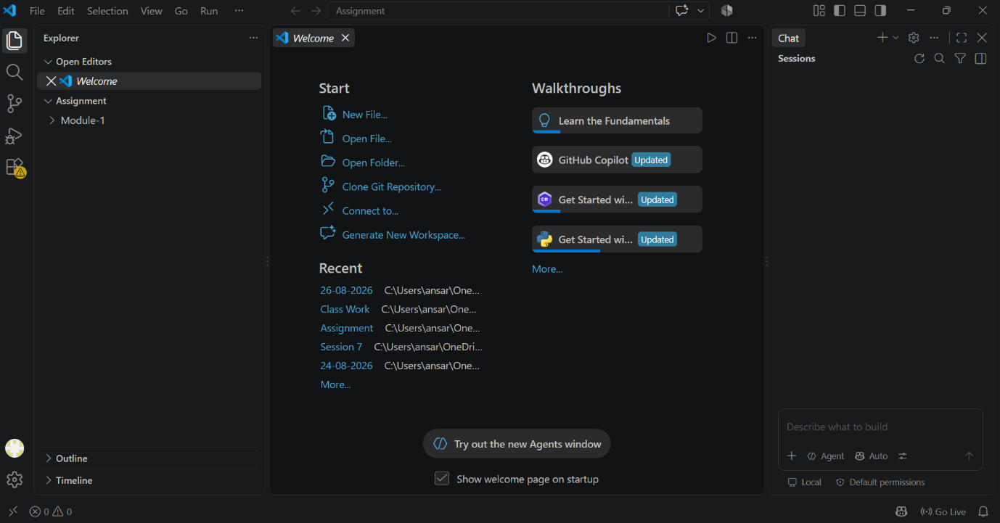 File Edit Selection View Go Run ···
Assignment
Explorer
Open Editors
Welcome
Assignment
Module-1
Outline
Timeline
Welcome
Start
New File...
Open File...
Open Folder...
Clone Git Repository...
Connect to...
Generate New Workspace...
Recent
26-08-2026 C:\Users\ansar\One...
Class Work C:\Users\ansar\One...
Assignment C:\Users\ansar\One...
Session 7 C:\Users\ansar\OneDri...
24-08-2026 C:\Users\ansar\One...
More...
Walkthroughs
Learn the Fundamentals
GitHub Copilot Updated
C# Get Started wi... Updated
Get Started wi... Updated
More...
Try out the new Agents window
Show welcome page on startup
Chat
Sessions
Describe what to build
Agent Auto
Local Default permissions
0 0
Go Live